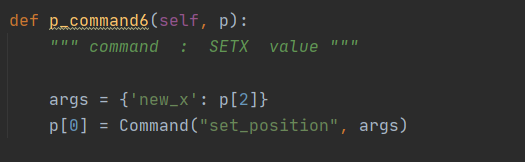 def p_command6(self, p):
""" command  :  SETX  value """
args = {'new_x': p[2]}
p[0] = Command("set_position", args)